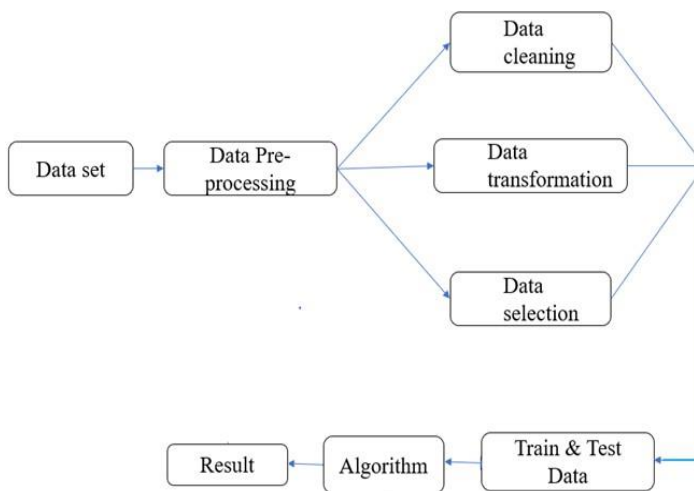 Data
cleaning
Data set
Data Pre-
processing
Data
transformation
Data
selection
Train & Test
Data
Algorithm
Result